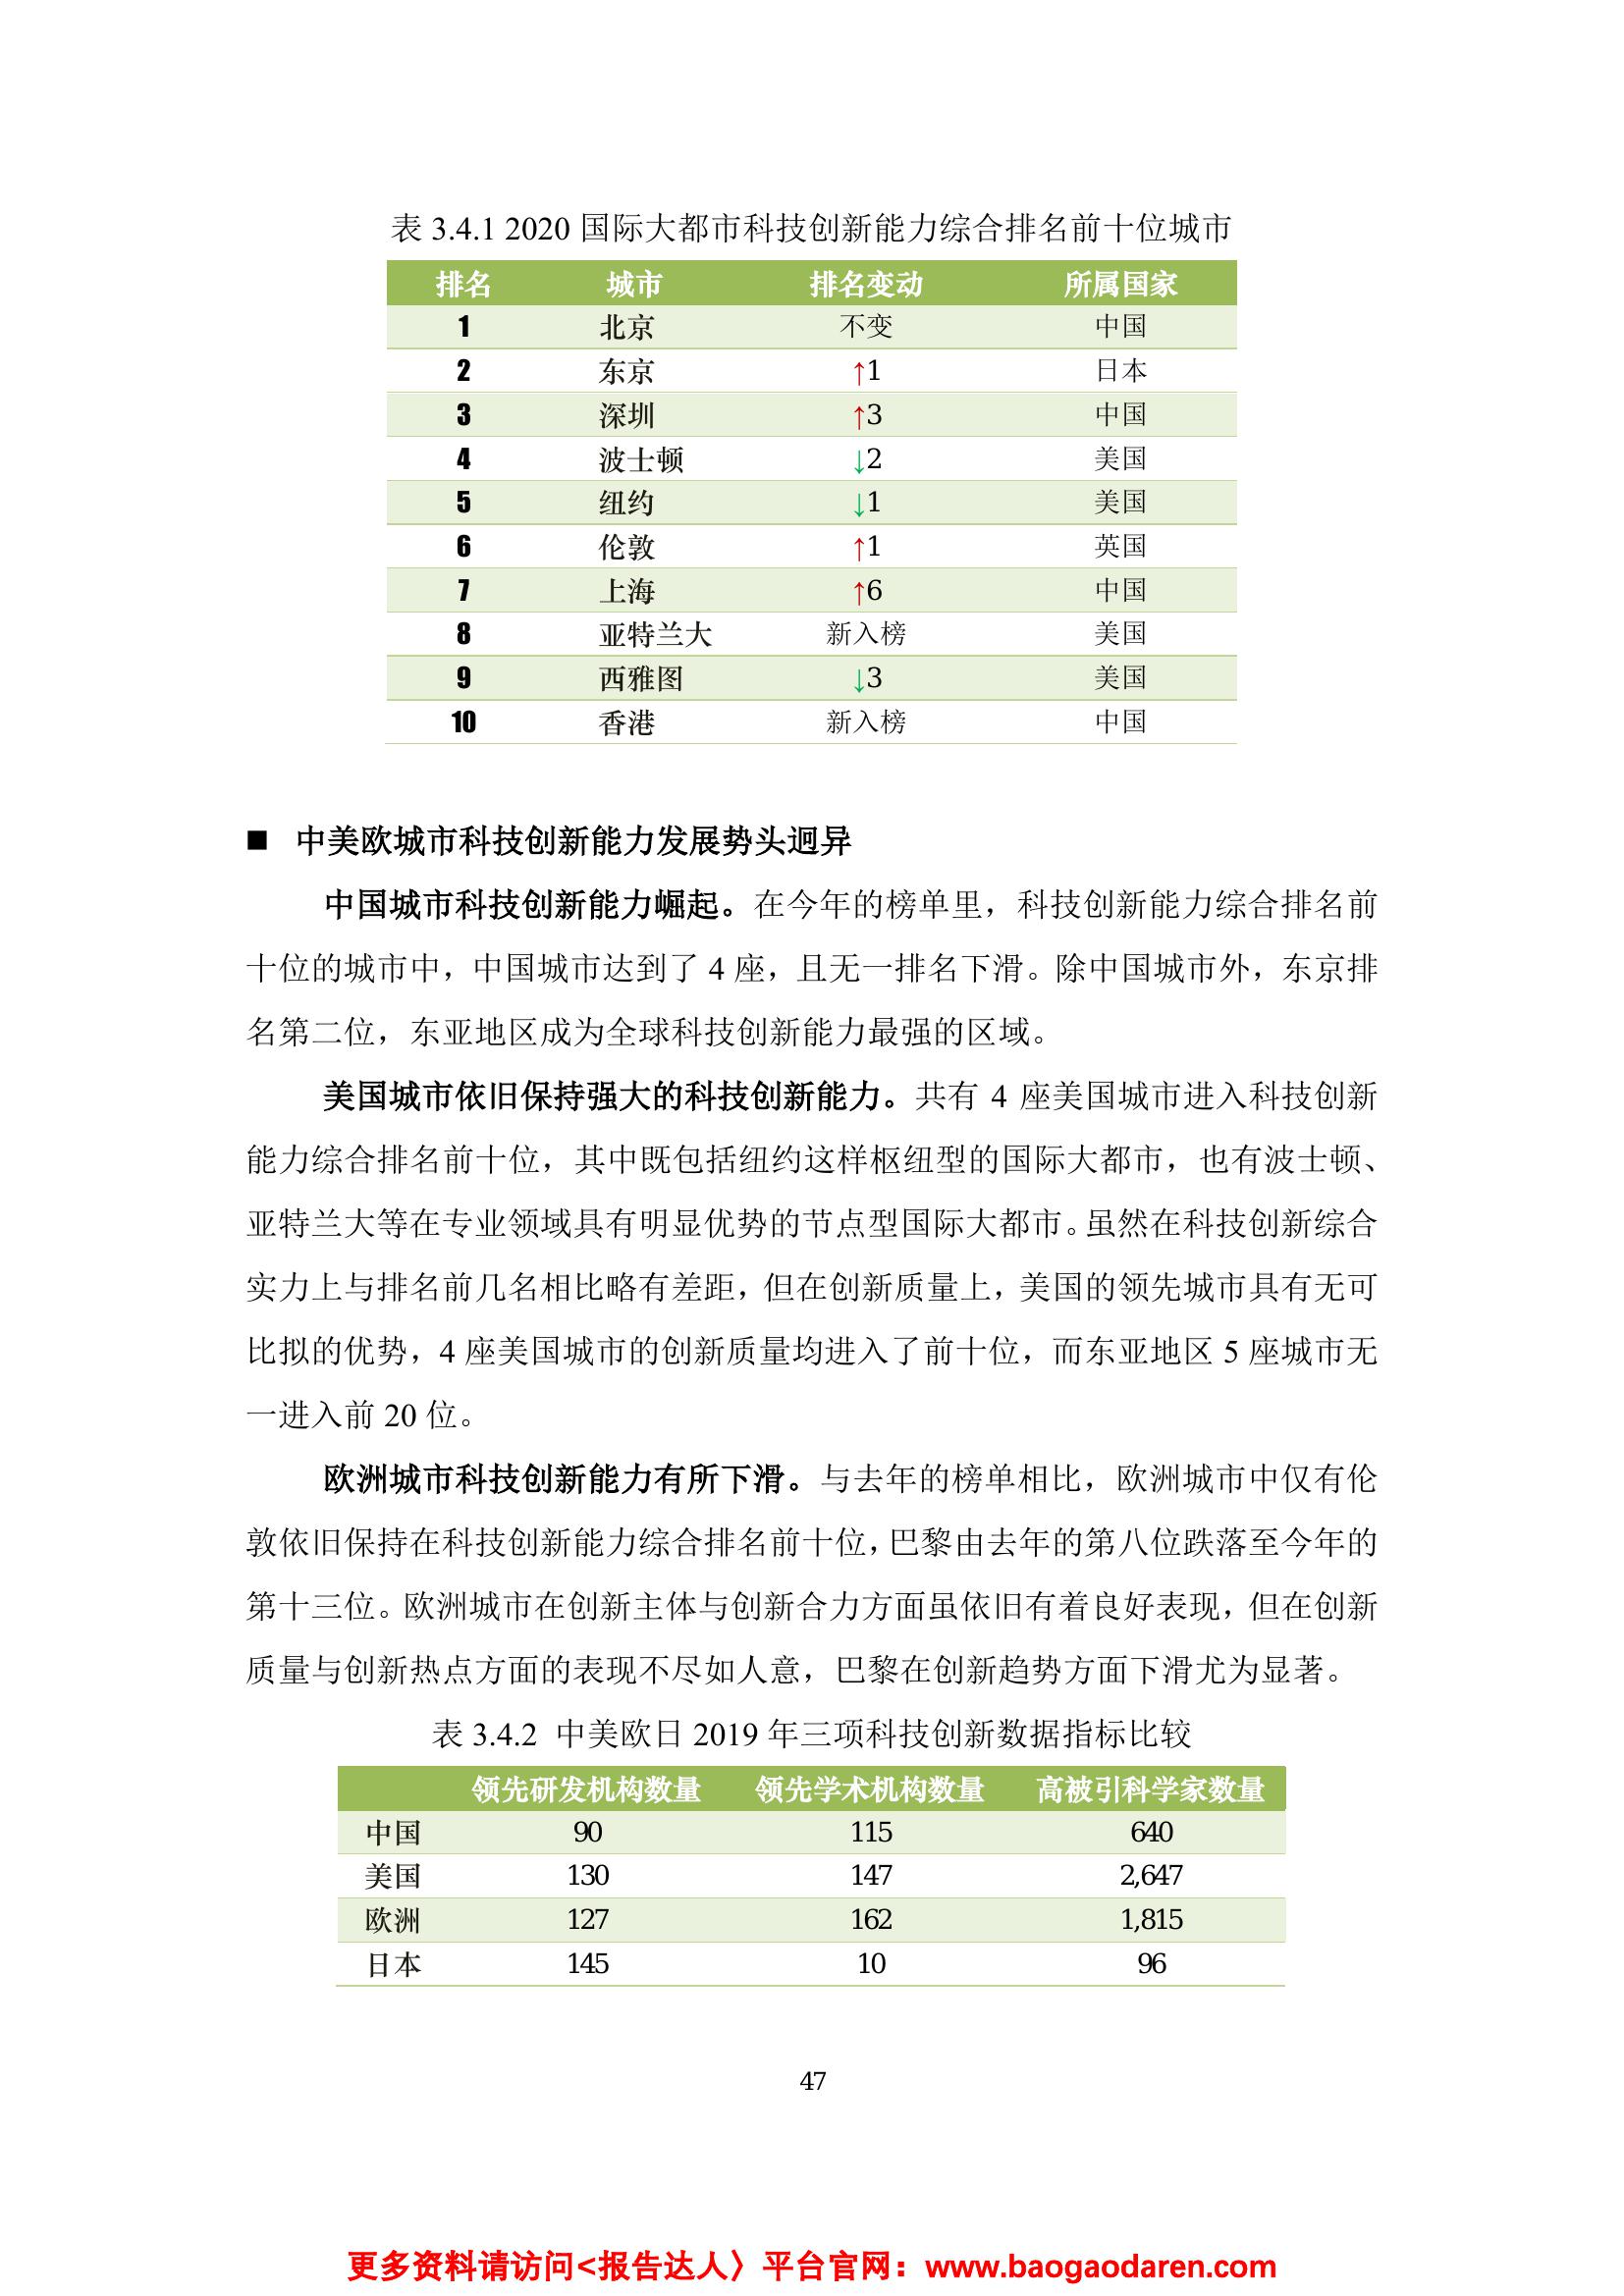 表 3.4.1 2020 国际大都市科技创新能力综合排名前十位城市
排名 城市 排名变动 所属国家
1 北京 不变 中国
2 东京 ↑1 日本
3 深圳 ↑3 中国
4 波士顿 ↓2 美国
5 纽约 ↓1 美国
6 伦敦 ↑1 英国
7 上海 ↑6 中国
8 亚特兰大 新入榜 美国
9 西雅图 ↓3 美国
10 香港 新入榜 中国
■ 中美欧城市科技创新能力发展势头迥异
中国城市科技创新能力崛起。在今年的榜单里，科技创新能力综合排名前
十位的城市中，中国城市达到了 4 座，且无一排名下滑。除中国城市外，东京排
名第二位，东亚地区成为全球科技创新能力最强的区域。
美国城市依旧保持强大的科技创新能力。共有 4 座美国城市进入科技创新
能力综合排名前十位，其中既包括纽约这样枢纽型的国际大都市，也有波士顿、
亚特兰大等在专业领域具有明显优势的节点型国际大都市。虽然在科技创新综合
实力上与排名前几名相比略有差距，但在创新质量上，美国的领先城市具有无可
比拟的优势，4 座美国城市的创新质量均进入了前十位，而东亚地区 5 座城市无
一进入前 20 位。
欧洲城市科技创新能力有所下滑。与去年的榜单相比，欧洲城市中仅有伦
敦依旧保持在科技创新能力综合排名前十位，巴黎由去年的第八位跌落至今年的
第十三位。欧洲城市在创新主体与创新合力方面虽依旧有着良好表现，但在创新
质量与创新热点方面的表现不尽如人意，巴黎在创新趋势方面下滑尤为显著。
表 3.4.2 中美欧日 2019 年三项科技创新数据指标比较
领先研发机构数量 领先学术机构数量 高被引科学家数量
中国 90 115 640
美国 130 147 2,647
欧洲 127 162 1,815
日本 145 10 96
47
更多资料请访问<报告达人〉平台官网：www.baogaodaren.com